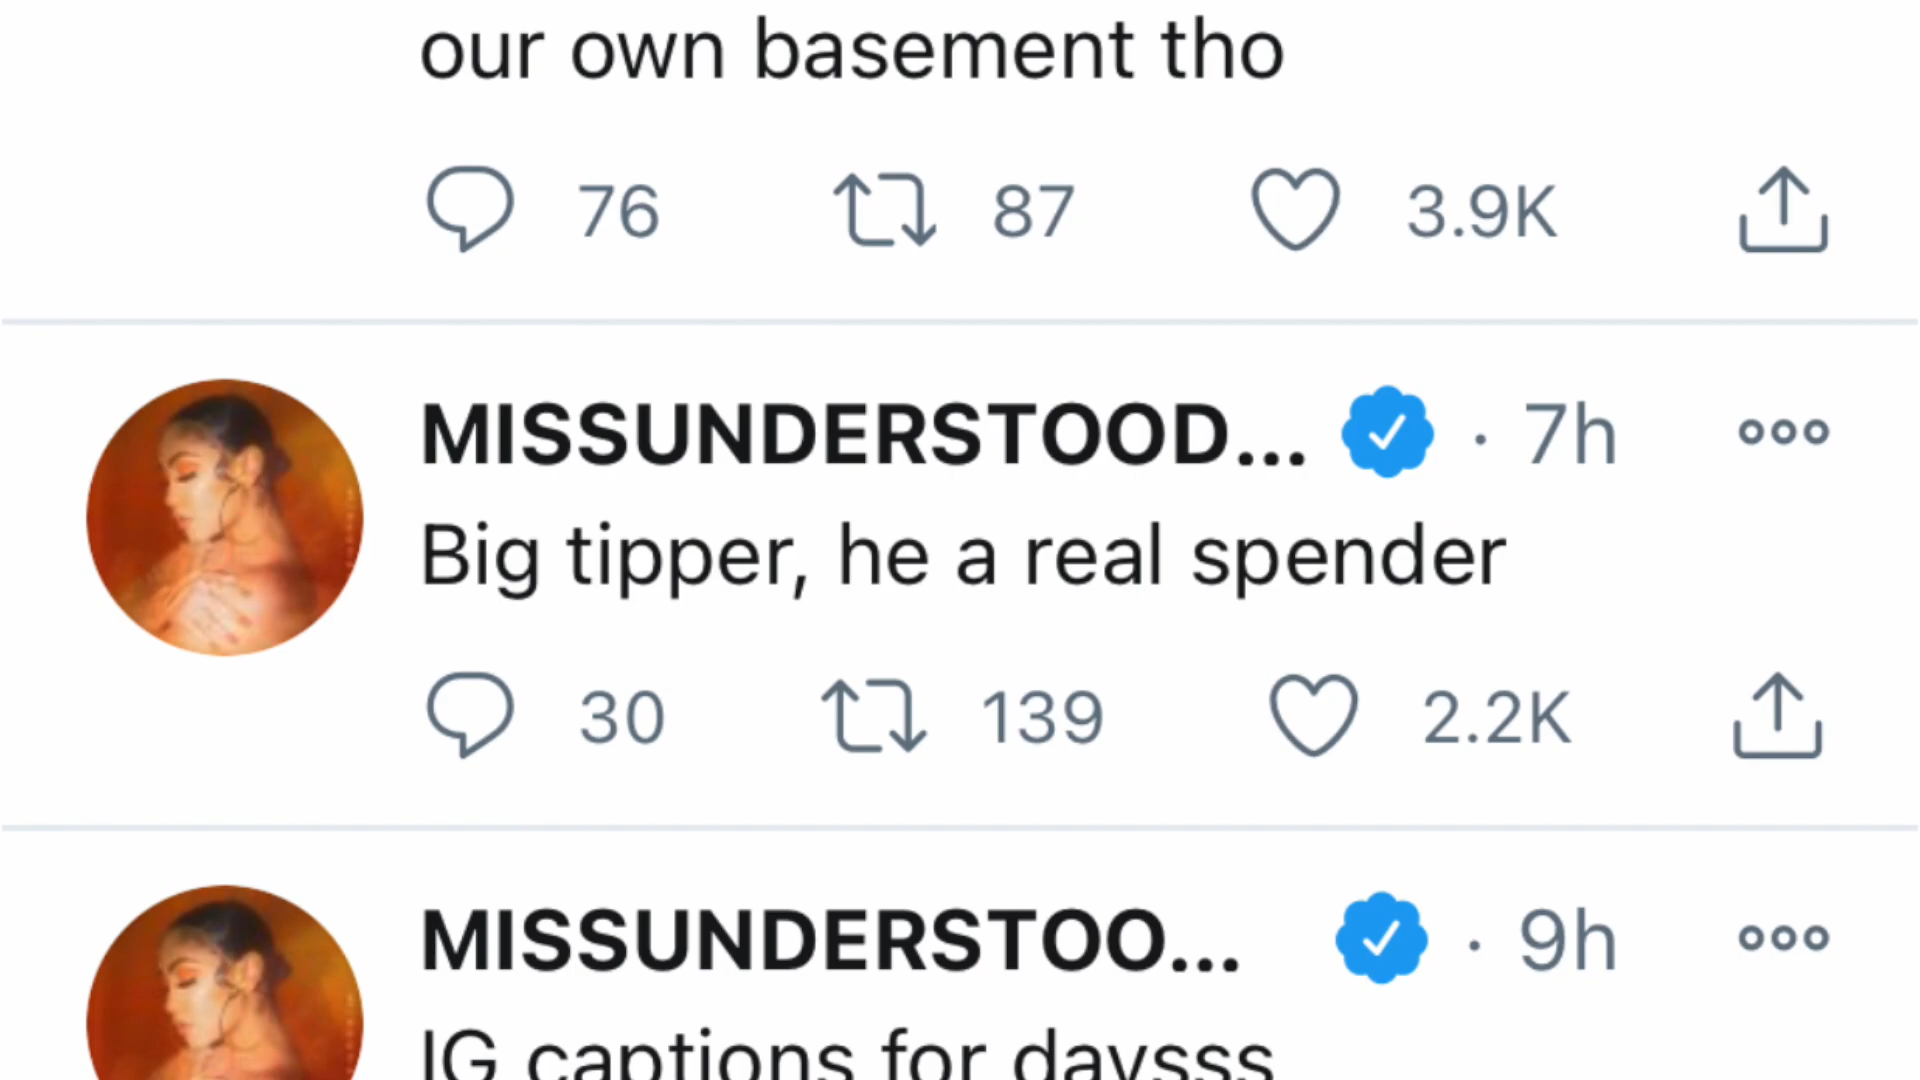 our own basement tho
76 87 3.9K
MISSUNDERSTOOD... · 7h
Big tipper, he a real spender
30 139 2.2K
MISSUNDERSTOO... · 9h
IG captions for daysss